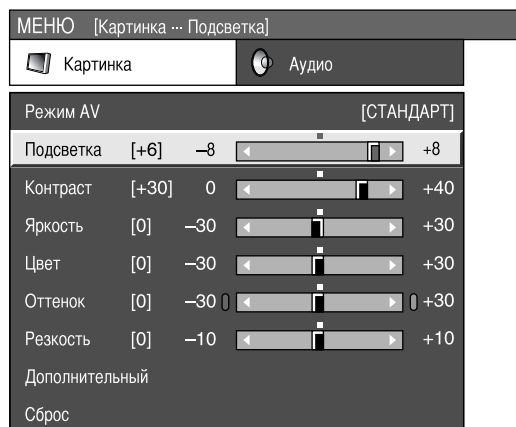 МЕНЮ [Картинка ... Подсветка]
Картинка Аудио
Режим AV [СТАНДАРТ]
Подсветка [+6] –8 +8
Контраст [+30] 0 +40
Яркость [0] –30 +30
Цвет [0] –30 +30
Оттенок [0] –30 +30
Резкость [0] –10 +10
Дополнительный
Сброс